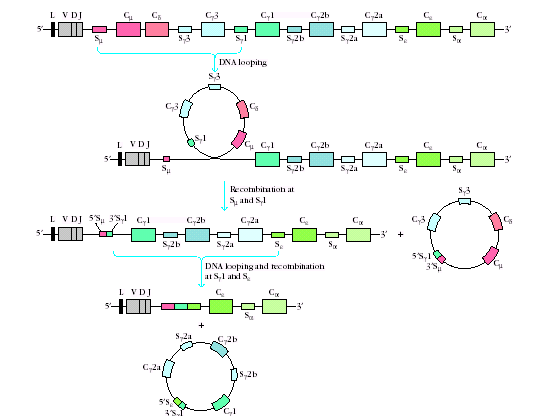 L V D J Cμ Cδ Cγ3 Cγ1 Cγ2b Cγ2a Cε Cα
5′ 3′
Sμ Sγ3 Sγ1 Sγ2b Sγ2a Sε Sα
DNA looping
Sγ3
Cγ3 Cδ
Sγ1 Cμ
L V D J Cγ1 Cγ2b Cγ2a Cε Cα
5′ 3′
Sμ Sγ2b Sγ2a Sε Sα
Recombination at
Sμ and Sγ1
Sγ3
L V D J 5′Sμ 3′Sγ1 Cγ1 Cγ2b Cγ2a Cε Cα Cγ3 Cδ
5′ 3′ +
Sγ2b Sγ2a Sε Sα
5′Sγ1
3′Sμ Cμ
DNA looping and recombination
at Sγ1 and Sε
L V D J Cε Cα
5′ 3′
Sα
+
Sγ2a Cγ2b
Cγ2a Sγ2b
5′Sε
3′Sγ1 Cγ1